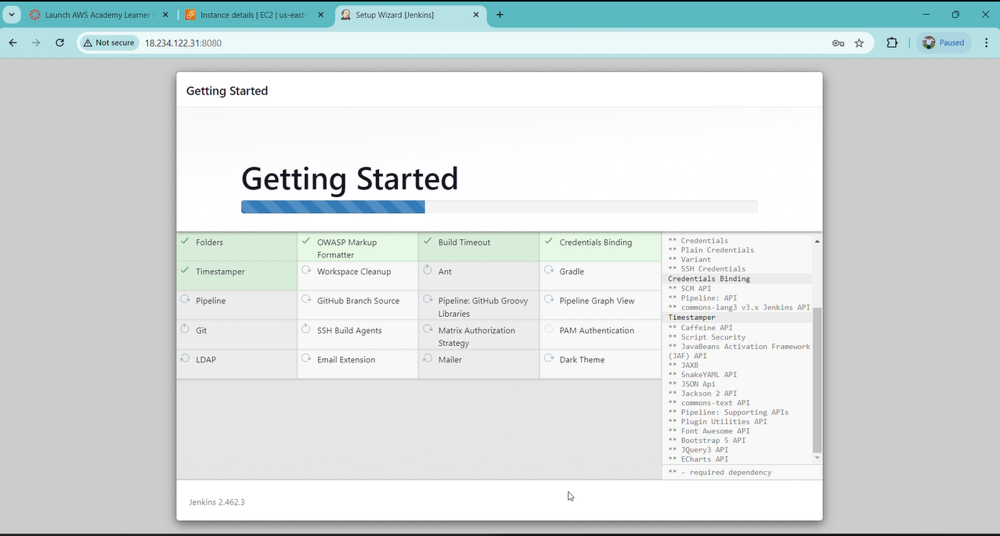 Launch AWS Academy Learner
Instance details | EC2 | us-east-
Setup Wizard [Jenkins]
Not secure
18.234.122.31:8080
Paused
Getting Started
Getting Started
Folders
OWASP Markup Formatter
Build Timeout
Credentials Binding
Timestamper
Workspace Cleanup
Ant
Gradle
Pipeline
GitHub Branch Source
Pipeline: GitHub Groovy Libraries
Pipeline Graph View
Git
SSH Build Agents
Matrix Authorization Strategy
PAM Authentication
LDAP
Email Extension
Mailer
Dark Theme
** Credentials
** Plain Credentials
** Variant
** SSH Credentials
Credentials Binding
** SCM API
** Pipeline: API
** commons-lang3 v3.x Jenkins API
Timestamper
** Caffeine API
** Script Security
** JavaBeans Activation Framework
(JAF) API
** JAXB
** SnakeYAML API
** JSON Api
** Jackson 2 API
** commons-text API
** Pipeline: Supporting APIs
** Plugin Utilities API
** Font Awesome API
** Bootstrap 5 API
** JQuery3 API
** ECharts API
** - required dependency
Jenkins 2.462.3